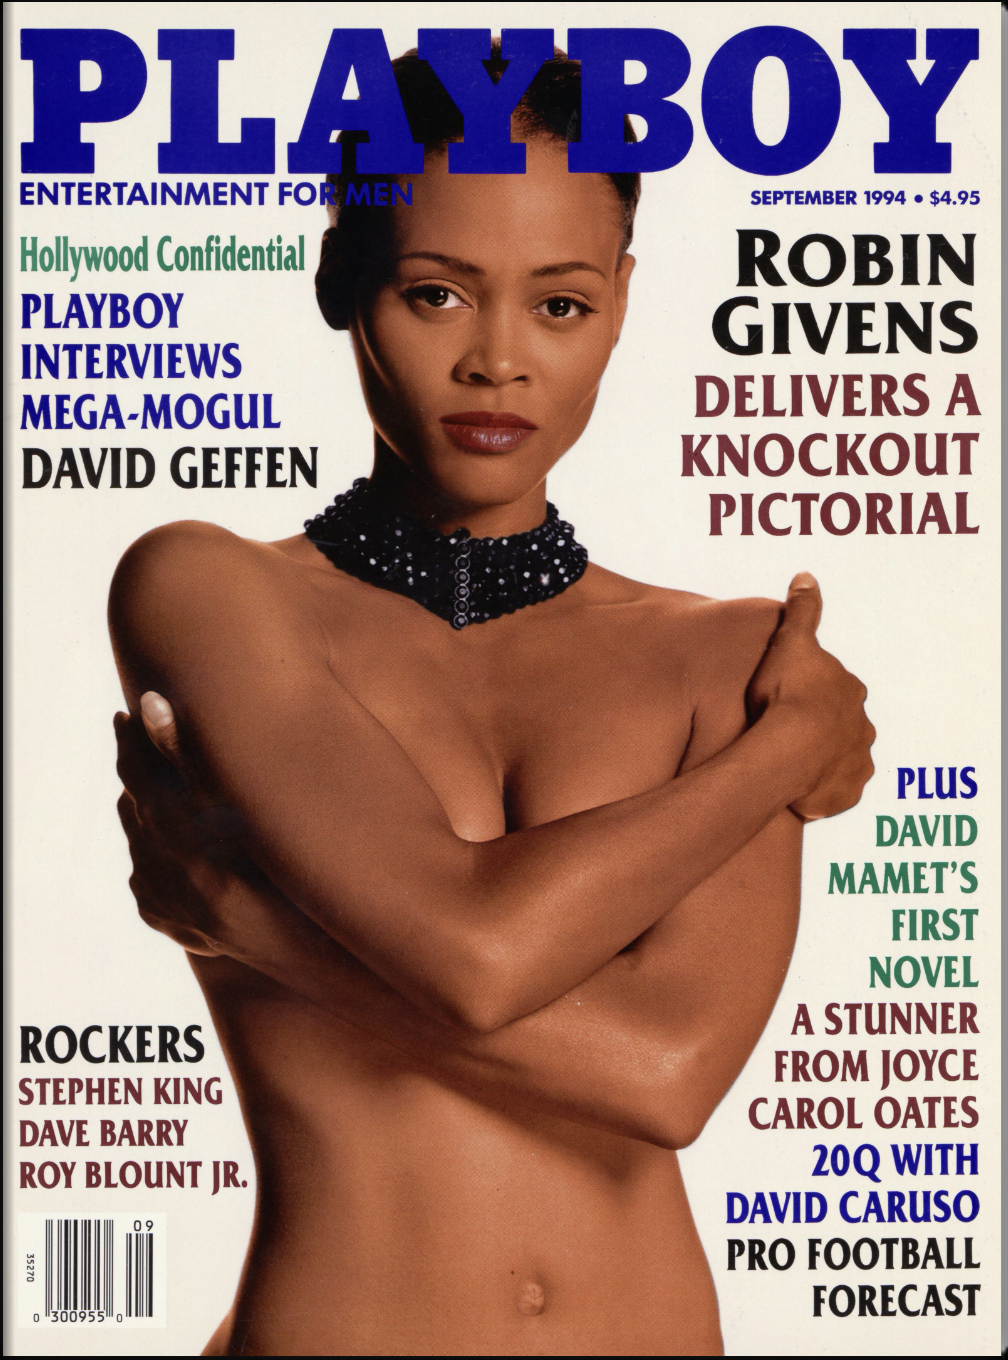 PLAYBOY
ENTERTAINMENT FOR MEN
SEPTEMBER 1994 • $4.95
Hollywood Confidential
PLAYBOY
INTERVIEWS
MEGA-MOGUL
DAVID GEFFEN
ROBIN
GIVENS
DELIVERS A
KNOCKOUT
PICTORIAL
PLUS
DAVID
MAMET'S
FIRST
NOVEL
A STUNNER
FROM JOYCE
CAROL OATES
20Q WITH
DAVID CARUSO
PRO FOOTBALL
FORECAST
ROCKERS
STEPHEN KING
DAVE BARRY
ROY BLOUNT JR.
09
35270
0 300955 0